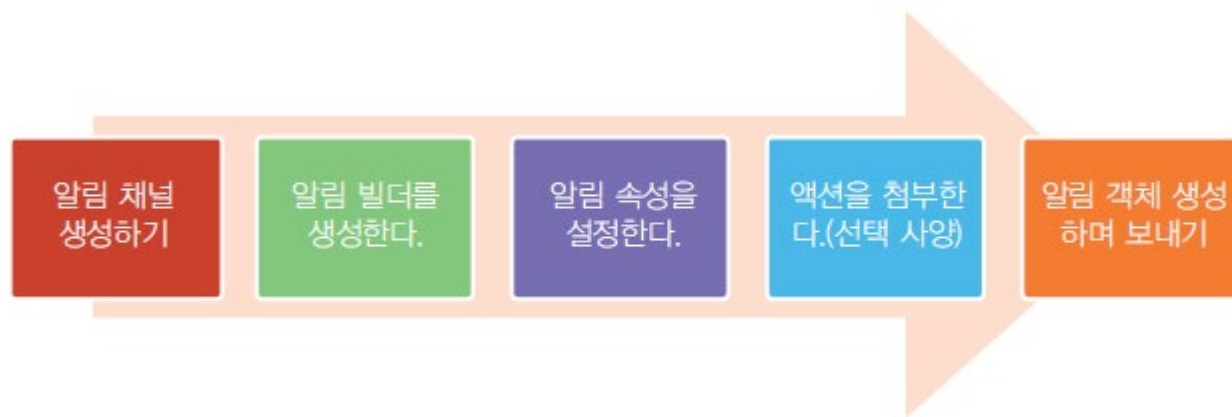 알림 채널
생성하기
알림 빌더를
생성한다.
알림 속성을
설정한다.
액션을 첨부한
다.(선택 사양)
알림 객체 생성
하며 보내기